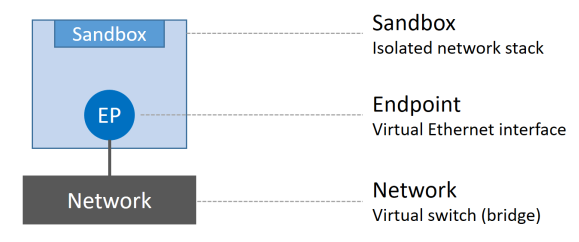 Sandbox
Sandbox
Isolated network stack
EP
Endpoint
Virtual Ethernet interface
Network
Network
Virtual switch (bridge)